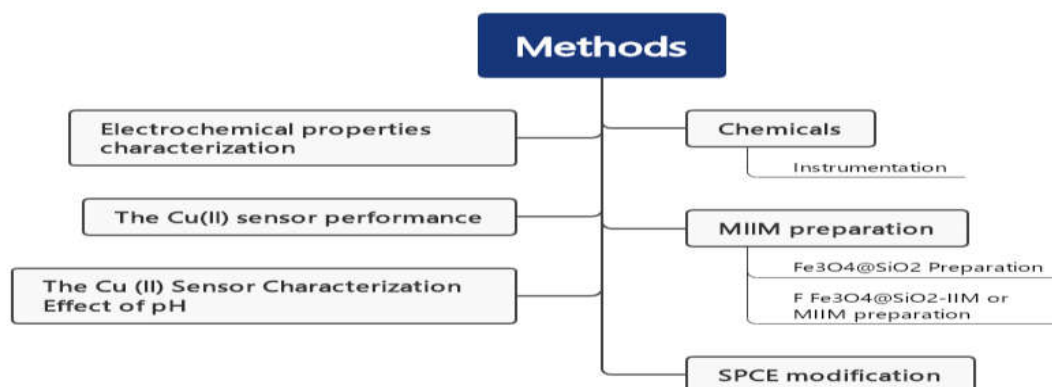 Methods
Electrochemical properties
characterization
The Cu(II) sensor performance
The Cu (II) Sensor Characterization
Effect of pH
Chemicals
Instrumentation
MIIM preparation
Fe3O4@SiO2 Preparation
F Fe3O4@SiO2-IIM or
MIIM preparation
SPCE modification